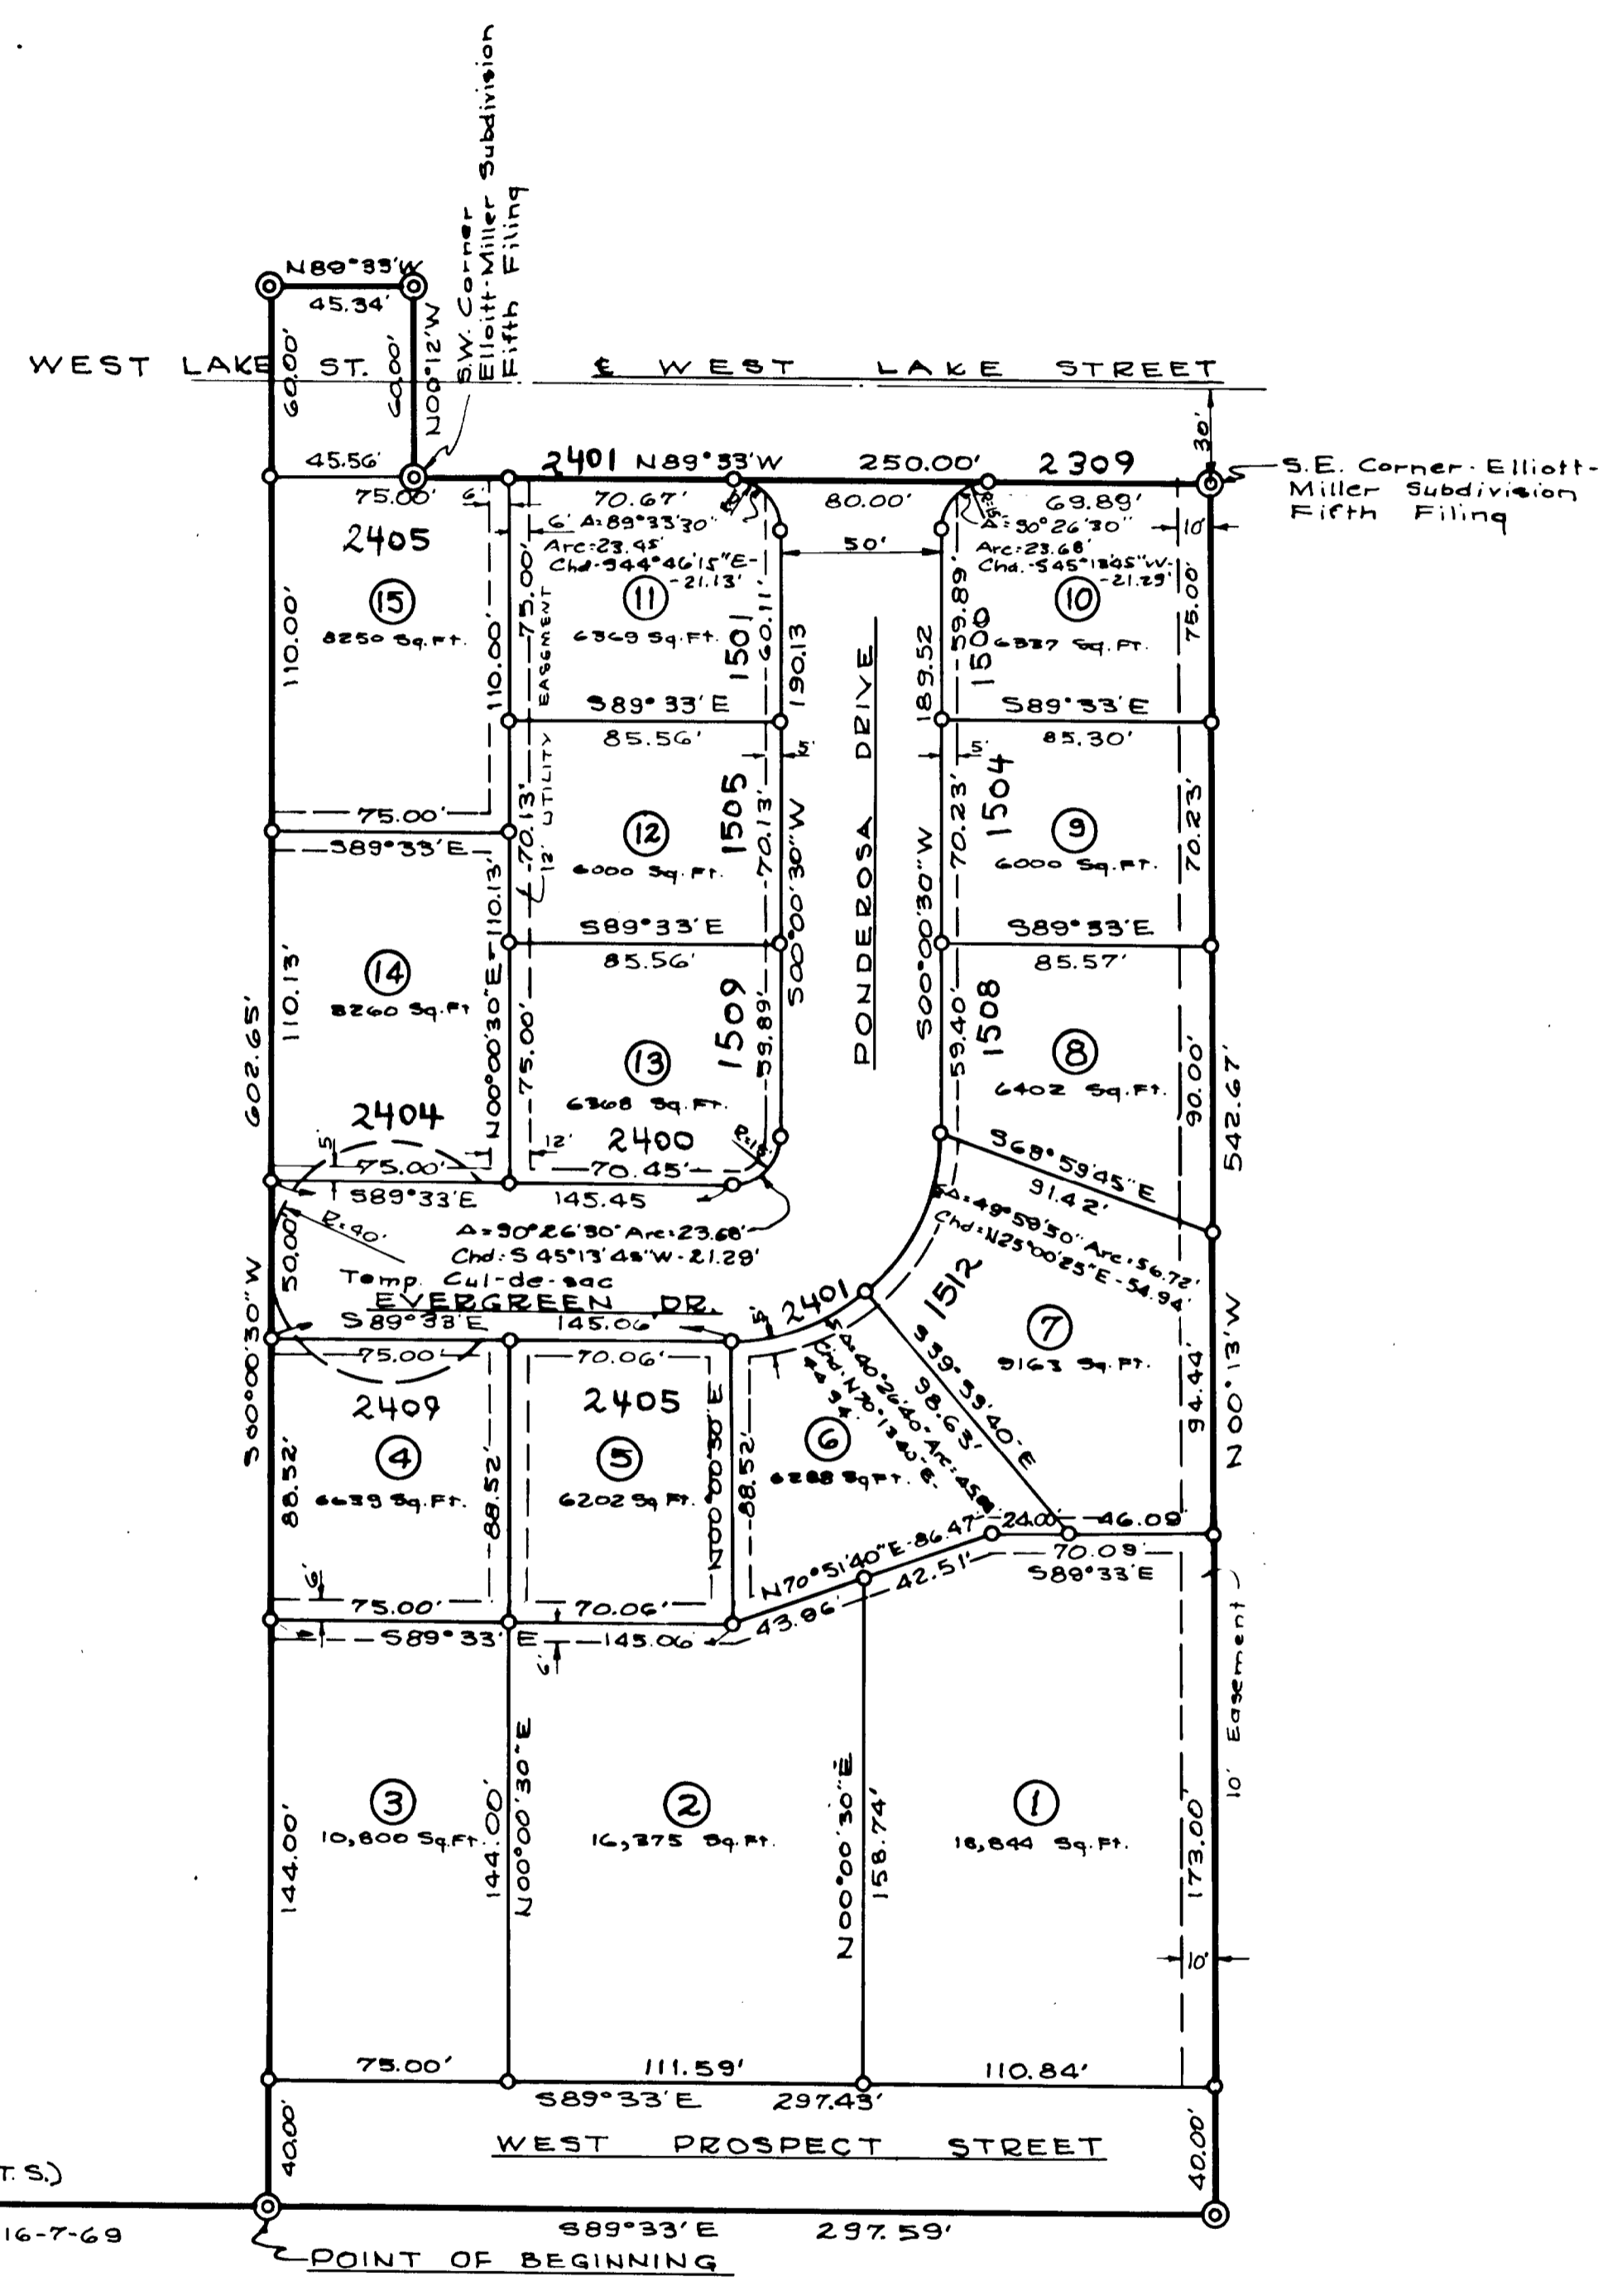 S.W. Corner
Elloitt-Miller Subdivision
Fifth Filing
N89°33'W
45.34'
60.00'
60.00'
N00°12'W
WEST LAKE ST.
℄ WEST LAKE STREET
30'
45.56'
2401 N89°33'W 250.00' 2309
S.E. Corner. Elliott-
Miller Subdivision
Fifth Filing
75.00'
6'
70.67'
80.00'
69.89'
10'
2405
6' Δ=89°33'30"
Arc=23.45'
Chd-S44°46'15"E-
-21.13'
50'
Δ=90°26'30"
Arc=23.68'
Chd.-S45°13'45"W-
-21.29'
15
8250 Sq.Ft.
110.00'
110.00'
75.00'
12' UTILITY EASEMENT
11
6369 Sq.Ft.
1501
60.11'
190.13
PONDEROSA DRIVE
189.52
59.89'
1500
10
6337 Sq.Ft.
75.00'
S89°33'E
85.56'
5'
S89°33'E
85.30'
5'
75.00'
S89°33'E
70.13'
12
6000 Sq.Ft.
1505
70.13'
S00°00'30"W
S00°00'30"W
70.23'
1504
9
6000 Sq.Ft.
70.23'
S89°33'E
85.56'
S89°33'E
85.57'
14
8260 Sq.Ft
602.65'
110.13'
N00°00'30"E-110.13'
75.00'
13
6368 Sq.Ft.
1509
59.89'
59.40'
1508
8
6402 Sq.Ft.
90.00'
542.67'
2404
5'
75.00'
S89°33'E
12'
2400
70.45'
145.45
S68°59'45"E
91.42'
R=40'
50.00'
Δ=90°26'30" Arc=23.68'
Chd: S 45°13'45"W-21.29'
Temp. Cul-de-sac
EVERGREEN DR.
S89°33'E
145.06'
Δ=49°59'50" Arc=56.72'
Chd=N25°00'25"E-54.94'
2401
1512
7
9163 Sq.Ft.
S00°00'30"W
N00°13'W
94.44'
75.00'
70.06'
5'
2409
2405
4
6639 Sq.Ft.
88.52'
88.52'
5
6202 Sq Ft.
N00°00'30"E
88.52'
6
6288 Sq Ft.
S39°59'40"E
98.63'
24.00'
46.09'
70.09'
S89°33'E
N70°51'40"E-86.47'
42.51'
43.96'
6'
75.00'
70.06'
S89°33'E
145.06'
6'
10' Easement
3
10,800 Sq.Ft.
144.00'
144.00'
N00°00'30"E
2
16,375 Sq.Ft.
N00°00'30"E
158.74'
1
18,844 Sq.Ft.
173.00'
10'
75.00'
111.59'
110.84'
S89°33'E
297.43'
40.00'
WEST PROSPECT STREET
40.00'
T. S.)
16-7-69
S89°33'E
297.59'
POINT OF BEGINNING